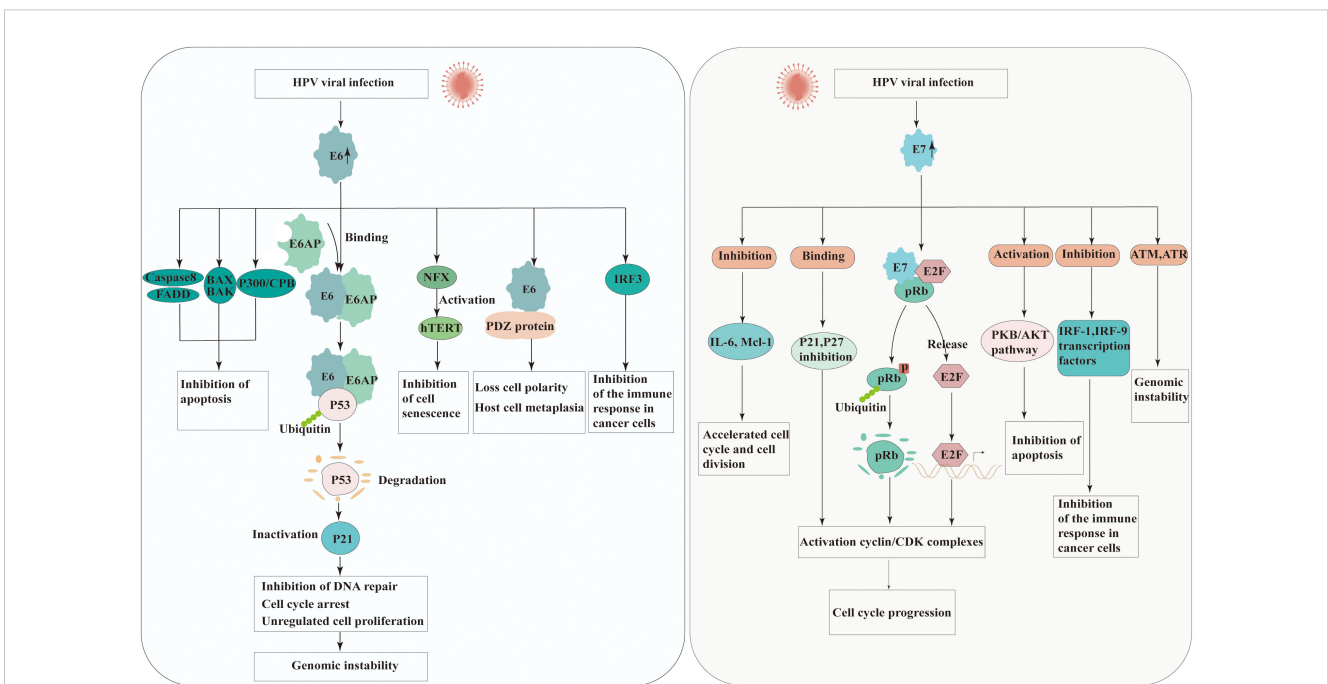 HPV viral infection
E6
E6AP
Binding
Caspase8
FADD
BAX
BAK
P300/CPB
E6
E6AP
NFX
Activation
hTERT
E6
PDZ protein
IRF3
Inhibition of
apoptosis
E6
E6AP
P53
Ubiquitin
Inhibition
of cell
senescence
Loss cell polarity
Host cell metaplasia
Inhibition
of the immune
response in
cancer cells
P53
Degradation
Inactivation
P21
Inhibition of DNA repair
Cell cycle arrest
Unregulated cell proliferation
Genomic instability
HPV viral infection
E7
Inhibition
Binding
E7
E2F
pRb
Activation
Inhibition
ATM,ATR
IL-6, Mcl-1
P21,P27
inhibition
Release
PKB/AKT
pathway
IRF-1,IRF-9
transcription
factors
pRb
P
Ubiquitin
E2F
Genomic
instability
Accelerated cell
cycle and cell
division
pRb
E2F
Inhibition of
apoptosis
Inhibition
of the immune
response in
cancer cells
Activation cyclin/CDK complexes
Cell cycle progression